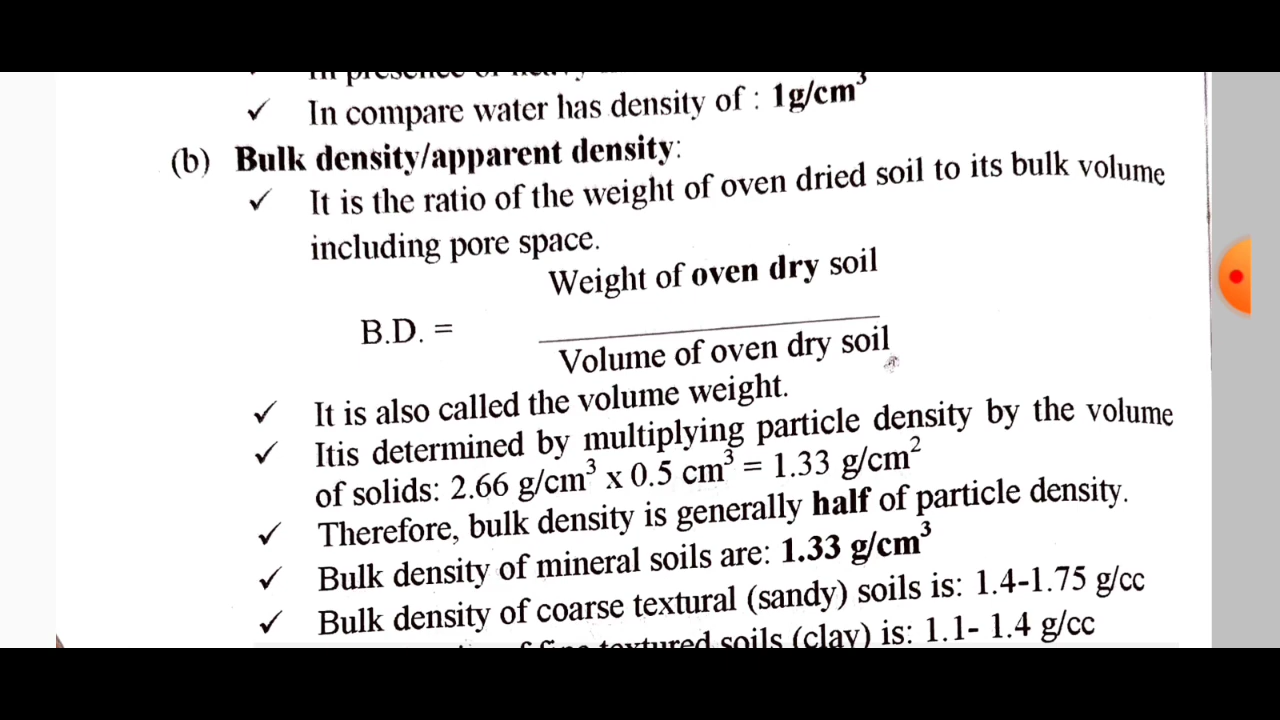 ✓ In compare water has density of : 1g/cm³
(b) Bulk density/apparent density:
✓ It is the ratio of the weight of oven dried soil to its bulk volume
including pore space.
Weight of oven dry soil
B.D. =
Volume of oven dry soil
✓ It is also called the volume weight.
✓ Itis determined by multiplying particle density by the volume
of solids: 2.66 g/cm³ x 0.5 cm³ = 1.33 g/cm²
✓ Therefore, bulk density is generally half of particle density.
✓ Bulk density of mineral soils are: 1.33 g/cm³
✓ Bulk density of coarse textural (sandy) soils is: 1.4-1.75 g/cc
textured soils (clay) is: 1.1- 1.4 g/cc